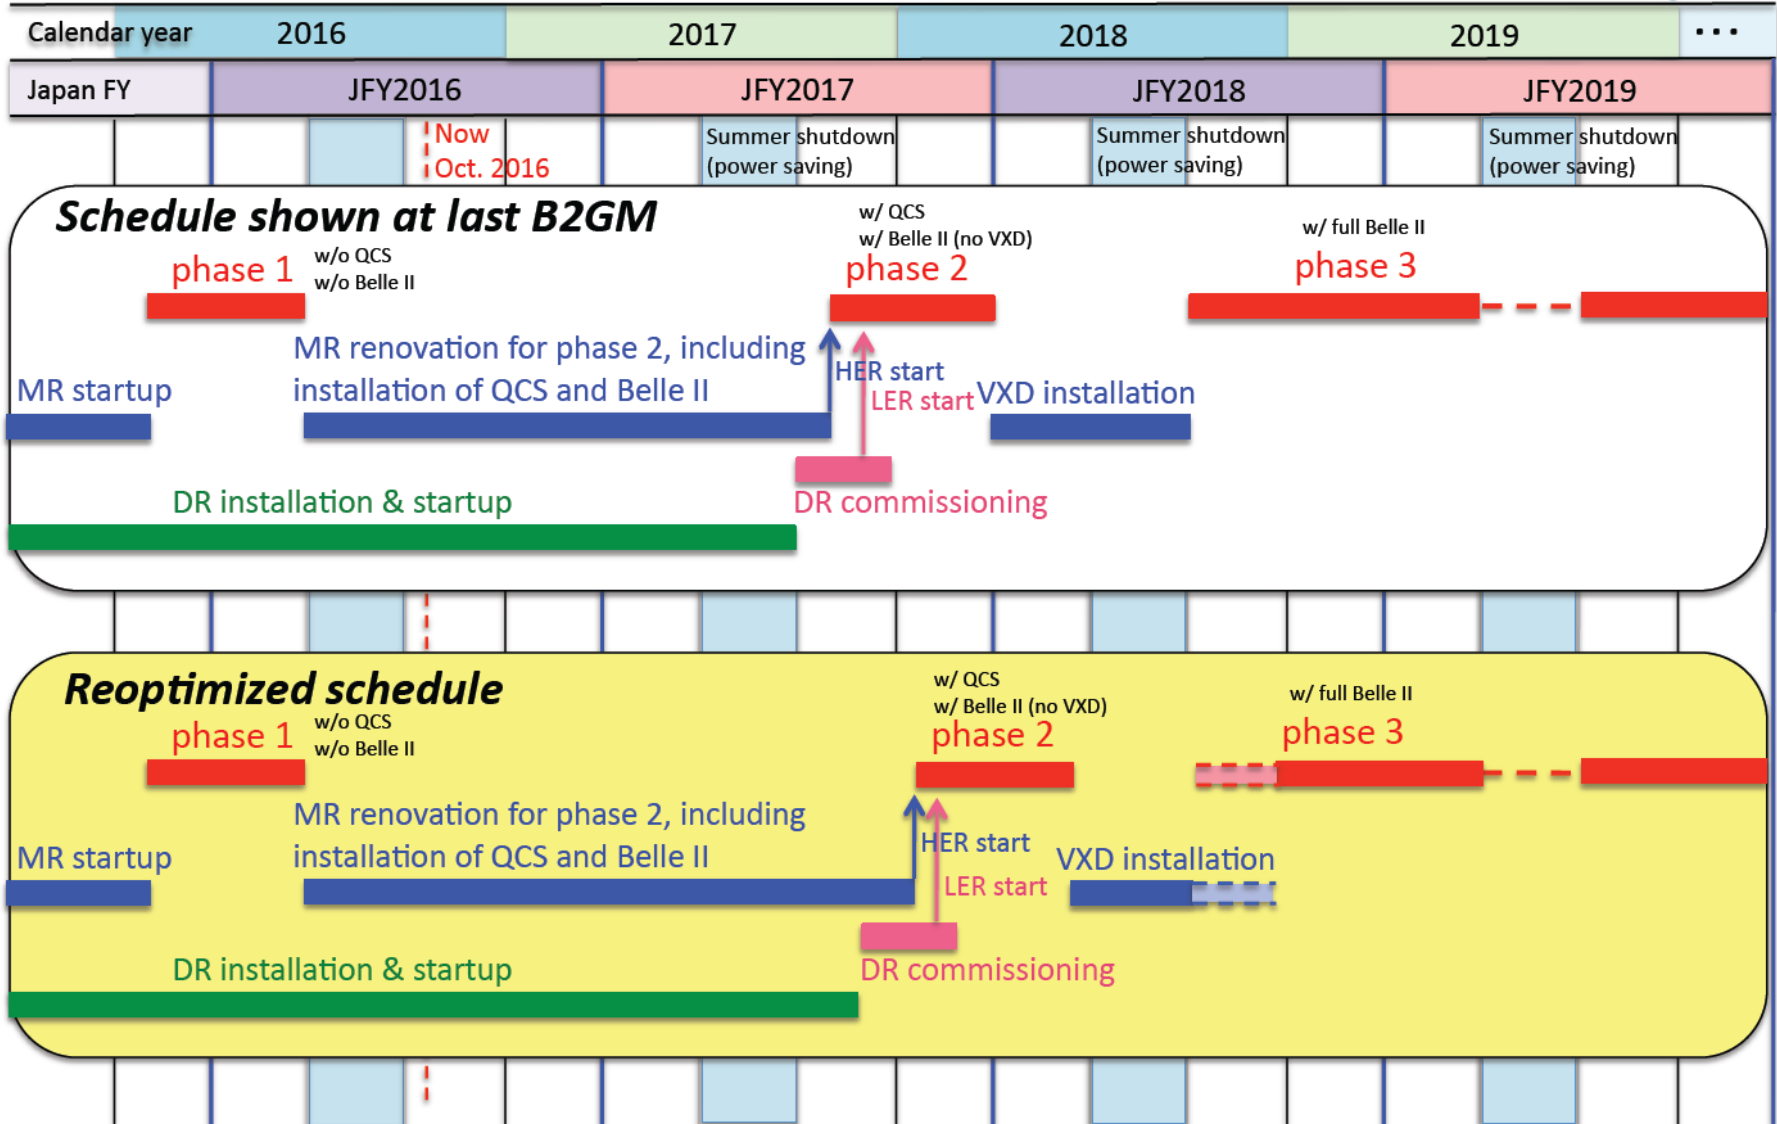 Calendar year 2016 2017 2018 2019 ...
Japan FY JFY2016 JFY2017 JFY2018 JFY2019
Now
Oct. 2016
Summer shutdown
(power saving)
Summer shutdown
(power saving)
Summer shutdown
(power saving)
Schedule shown at last B2GM
phase 1
w/o QCS
w/o Belle II
w/ QCS
w/ Belle II (no VXD)
phase 2
w/ full Belle II
phase 3
MR startup
MR renovation for phase 2, including
installation of QCS and Belle II
HER start
LER start
VXD installation
DR installation & startup
DR commissioning
Reoptimized schedule
phase 1
w/o QCS
w/o Belle II
w/ QCS
w/ Belle II (no VXD)
phase 2
w/ full Belle II
phase 3
MR startup
MR renovation for phase 2, including
installation of QCS and Belle II
HER start
LER start
VXD installation
DR installation & startup
DR commissioning